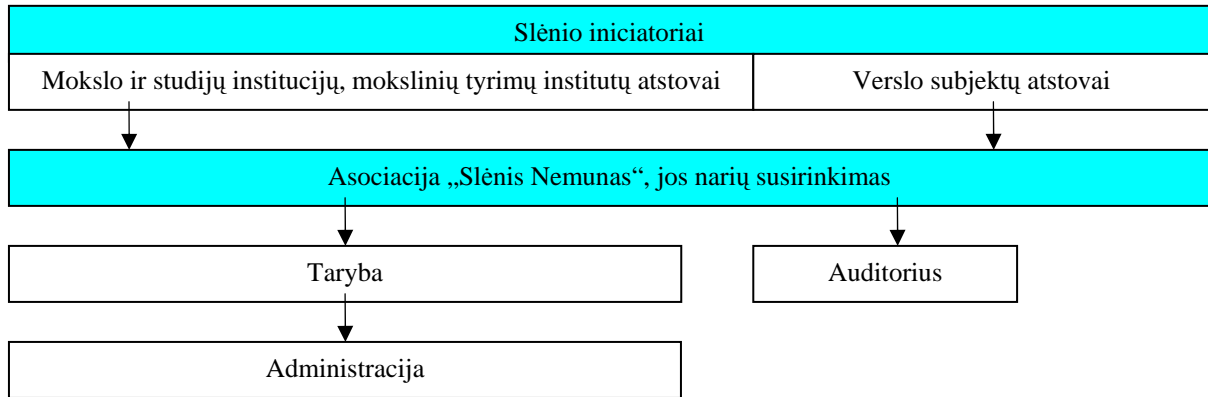 Slėnio iniciatoriai
Mokslo ir studijų institucijų, mokslinių tyrimų institutų atstovai
Verslo subjektų atstovai
Asociacija „Slėnis Nemunas“, jos narių susirinkimas
Taryba
Auditorius
Administracija